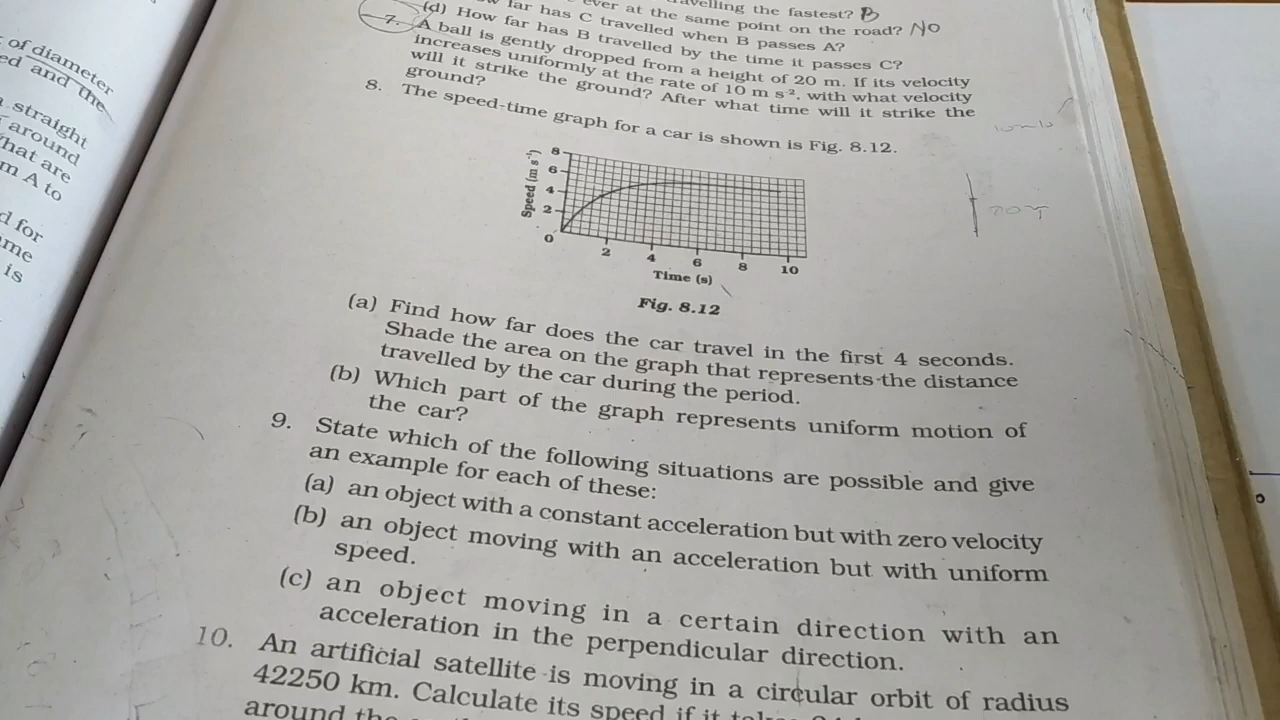 of diameter
ed and the
straight
around
hat are
m A to
d for
me
is
velling the fastest? B
ever at the same point on the road? NO
far has C travelled when B passes A?
(d) How far has B travelled by the time it passes C?
7. A ball is gently dropped from a height of 20 m. If its velocity
increases uniformly at the rate of 10 m s⁻², with what velocity
will it strike the ground? After what time will it strike the
ground?
8. The speed-time graph for a car is shown is Fig. 8.12.
Speed (m s⁻¹)
8
6
4
2
0
2 4 6 8 10
Time (s)
Fig. 8.12
(a) Find how far does the car travel in the first 4 seconds.
Shade the area on the graph that represents the distance
travelled by the car during the period.
(b) Which part of the graph represents uniform motion of
the car?
9. State which of the following situations are possible and give
an example for each of these:
(a) an object with a constant acceleration but with zero velocity
(b) an object moving with an acceleration but with uniform
speed.
(c) an object moving in a certain direction with an
acceleration in the perpendicular direction.
10. An artificial satellite is moving in a circular orbit of radius
42250 km. Calculate its speed if it
around the